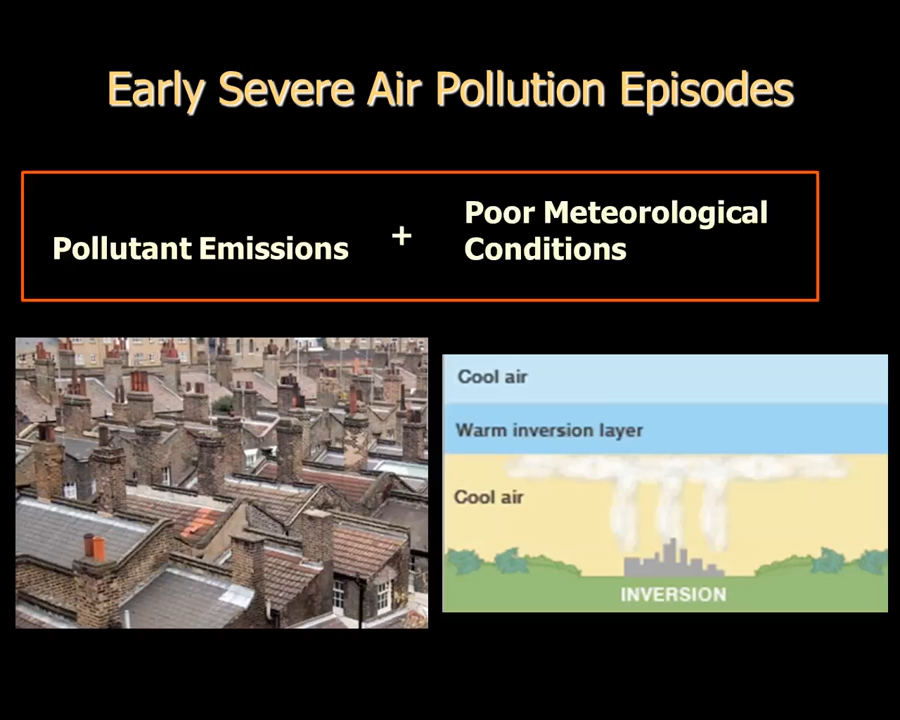 Early Severe Air Pollution Episodes
Pollutant Emissions
+
Poor Meteorological
Conditions
Cool air
Warm inversion layer
Cool air
INVERSION